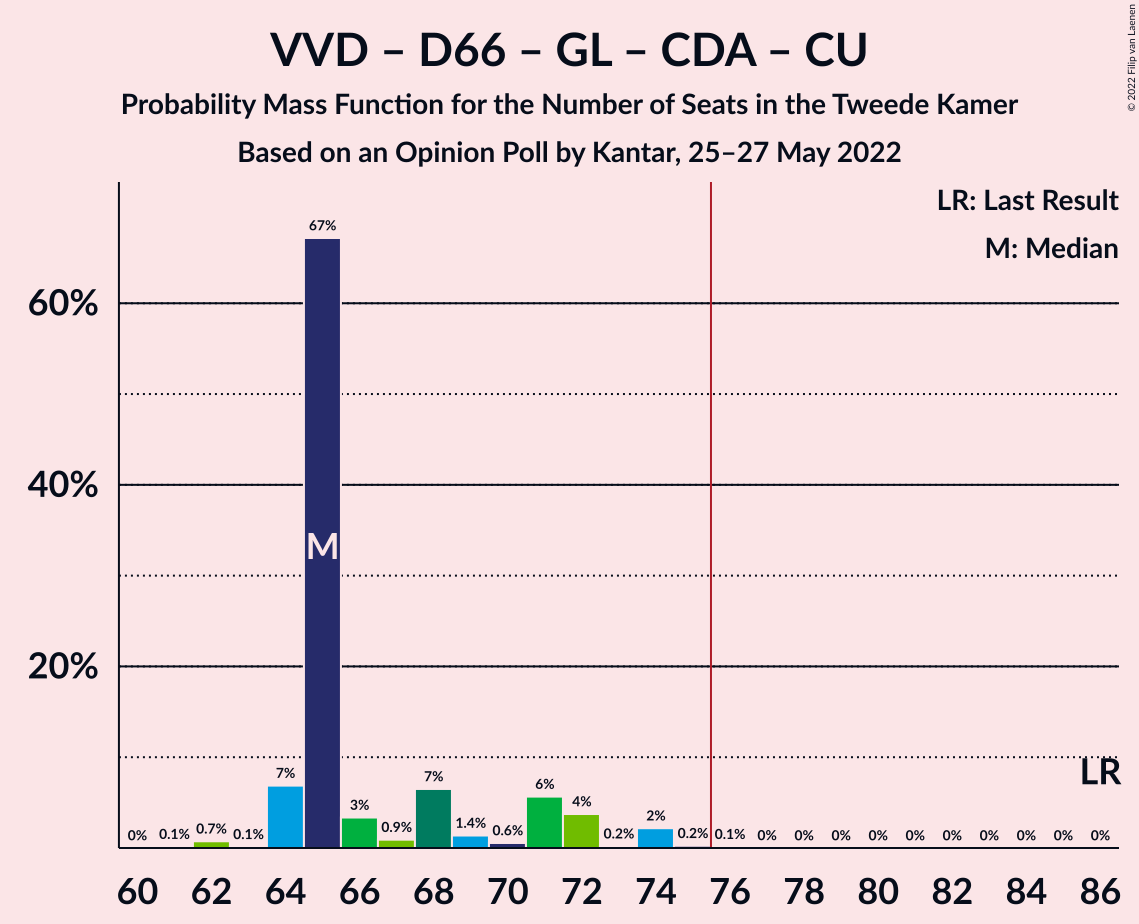 VVD – D66 – GL – CDA – CU
Probability Mass Function for the Number of Seats in the Tweede Kamer
Based on an Opinion Poll by Kantar, 25–27 May 2022
© 2022 Filip van Laenen
LR: Last Result
M: Median
60%
40%
20%
0% 0.1% 0.7% 0.1% 7% 67% 3% 0.9% 7% 1.4% 0.6% 6% 4% 0.2% 2% 0.2% 0.1% 0% 0% 0% 0% 0% 0% 0% 0% 0% 0%
M
LR
60 62 64 66 68 70 72 74 76 78 80 82 84 86